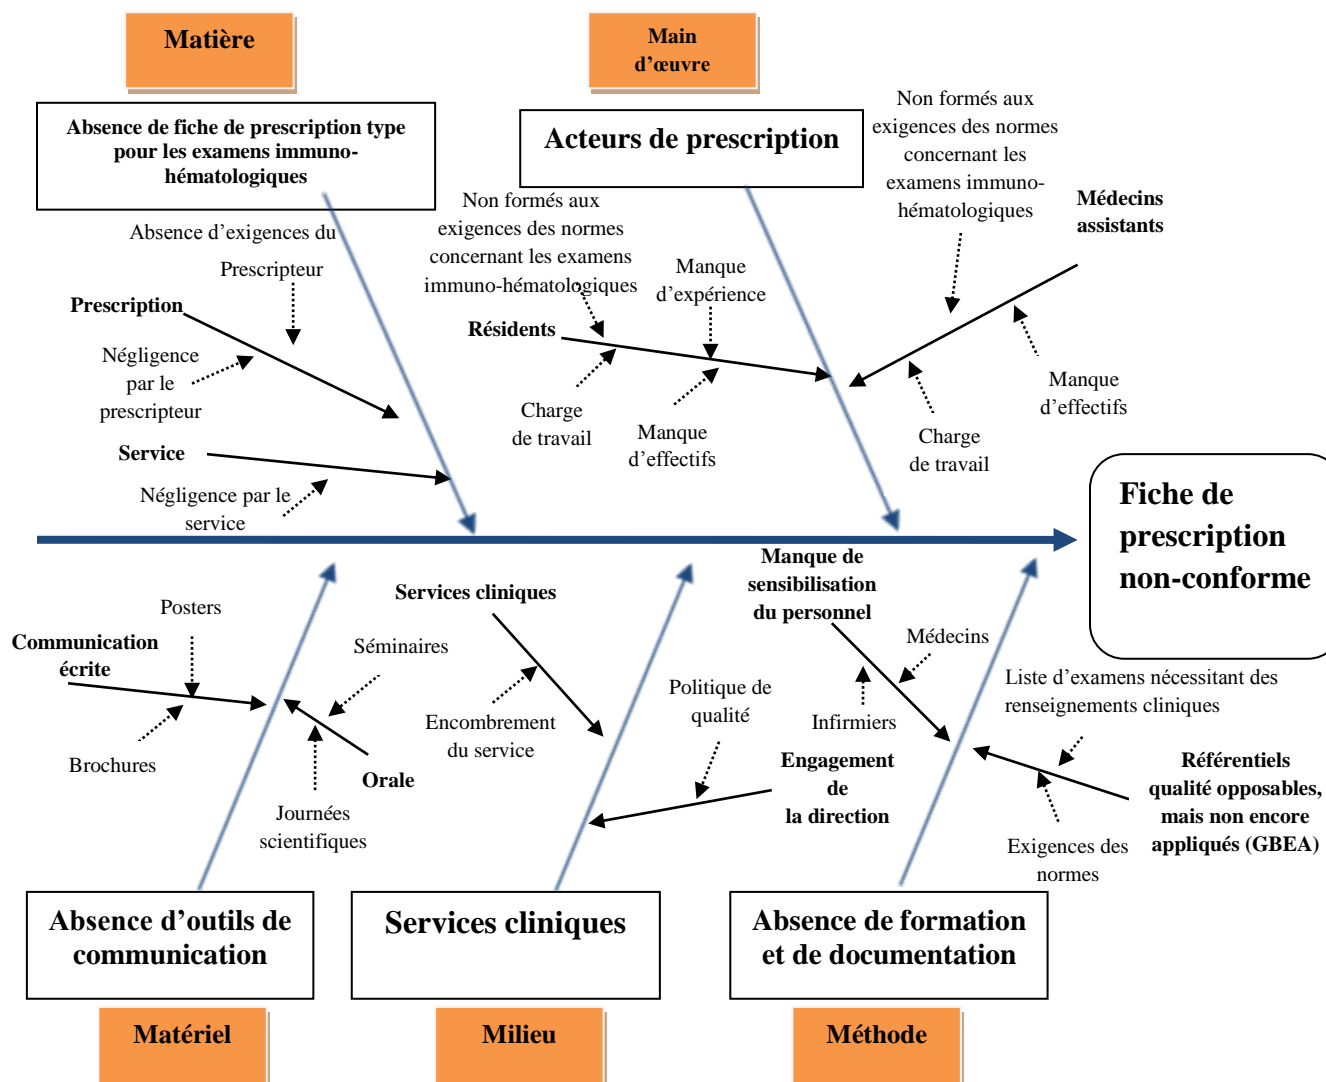 Matière
Main
d’œuvre
Absence de fiche de prescription type
pour les examens immuno-
hématologiques
Acteurs de prescription
Non formés aux
exigences des normes
concernant les
examens immuno-
hématologiques
Médecins
assistants
Absence d’exigences du
Prescripteur
Non formés aux
exigences des normes
concernant les examens
immuno-hématologiques
Manque
d’expérience
Prescription
Résidents
Négligence
par le
prescripteur
Charge
de travail
Manque
d’effectifs
Manque
d’effectifs
Charge
de travail
Service
Négligence par le
service
Fiche de
prescription
non-conforme
Manque de
sensibilisation
du personnel
Services cliniques
Posters
Communication
écrite
Séminaires
Médecins
Liste d’examens nécessitant des
renseignements cliniques
Politique de
qualité
Encombrement
du service
Infirmiers
Brochures
Orale
Journées
scientifiques
Engagement
de
la direction
Référentiels
qualité opposables,
mais non encore
appliqués (GBEA)
Exigences des
normes
Absence d’outils de
communication
Services cliniques
Absence de formation
et de documentation
Matériel
Milieu
Méthode